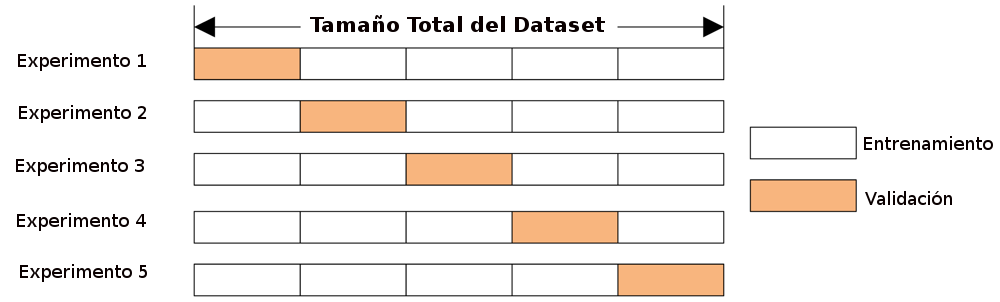 Tamaño Total del Dataset
Experimento 1
Experimento 2
Experimento 3
Experimento 4
Experimento 5
Entrenamiento
Validación